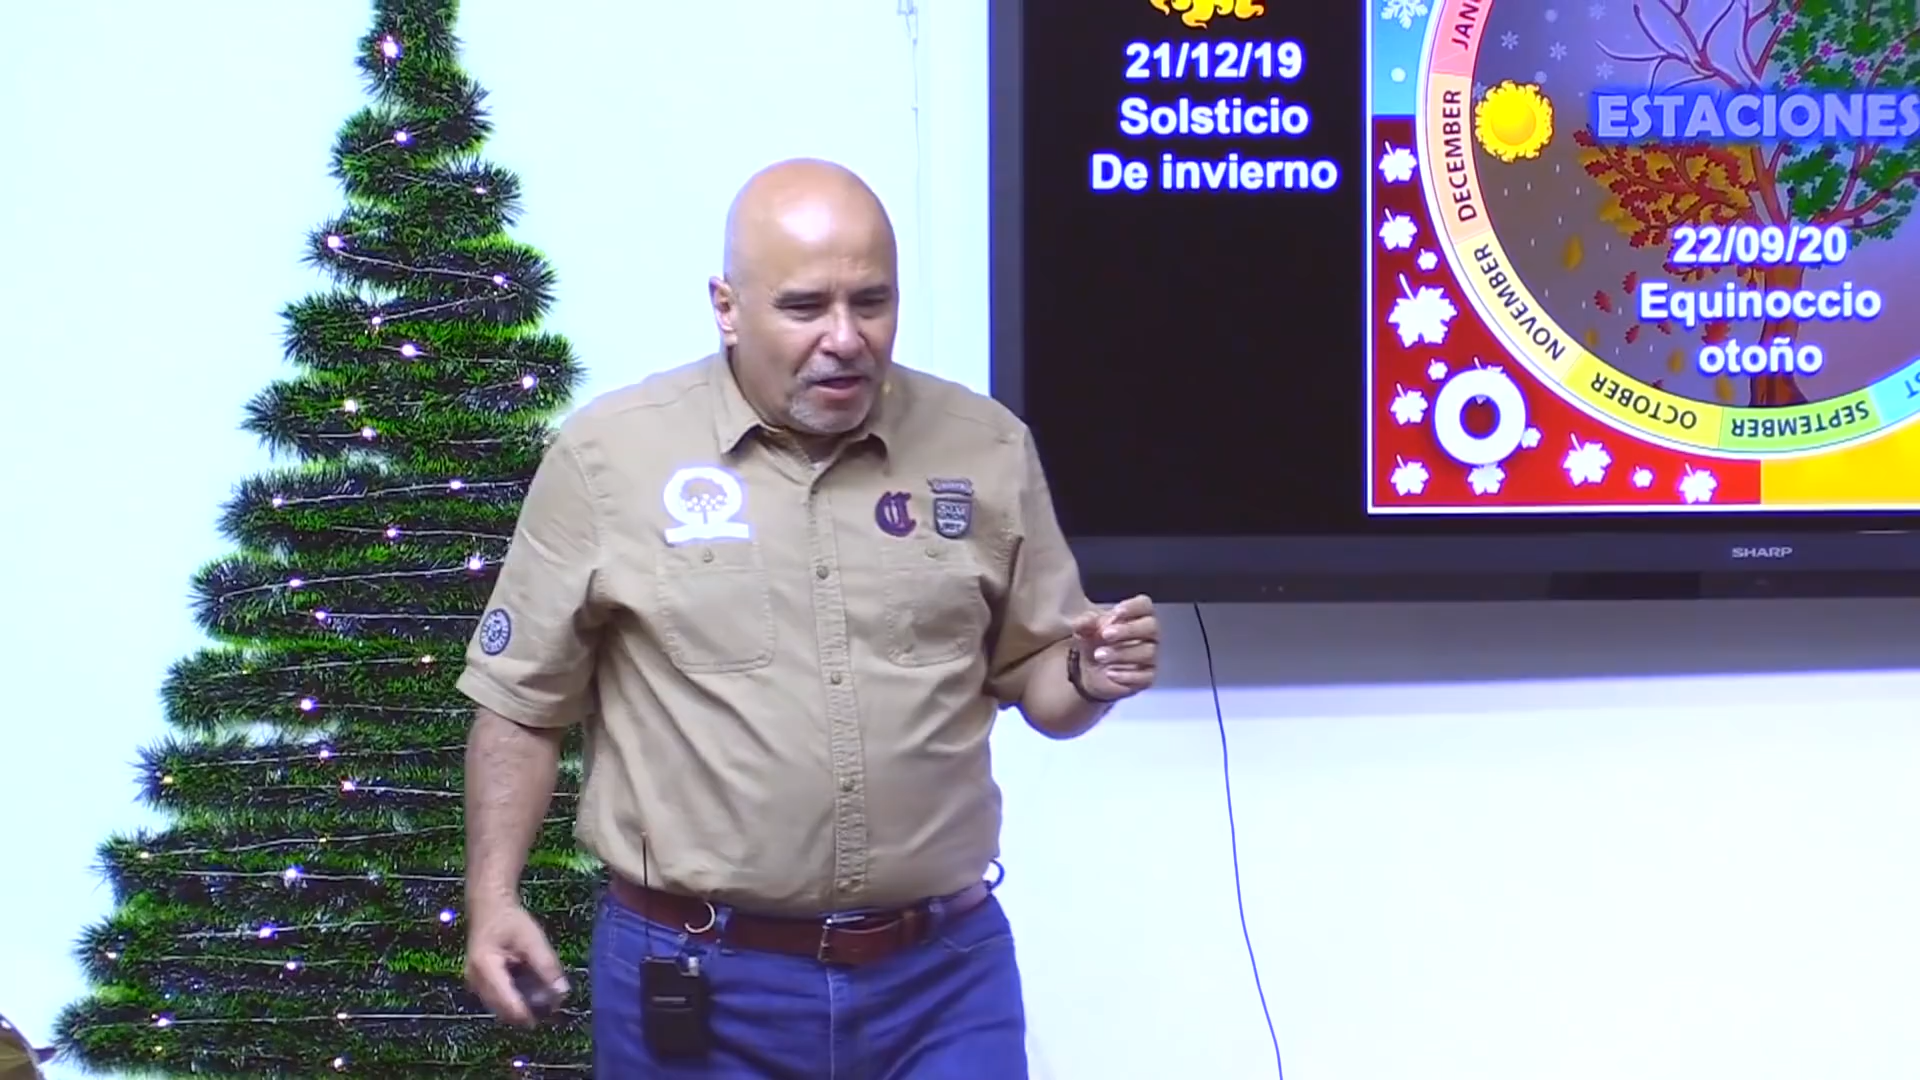 21/12/19
Solsticio
De invierno
DECEMBER
NOVEMBER
OCTOBER
SEPTEMBER
ESTACIONES
22/09/20
Equinoccio
otoño
SHARP